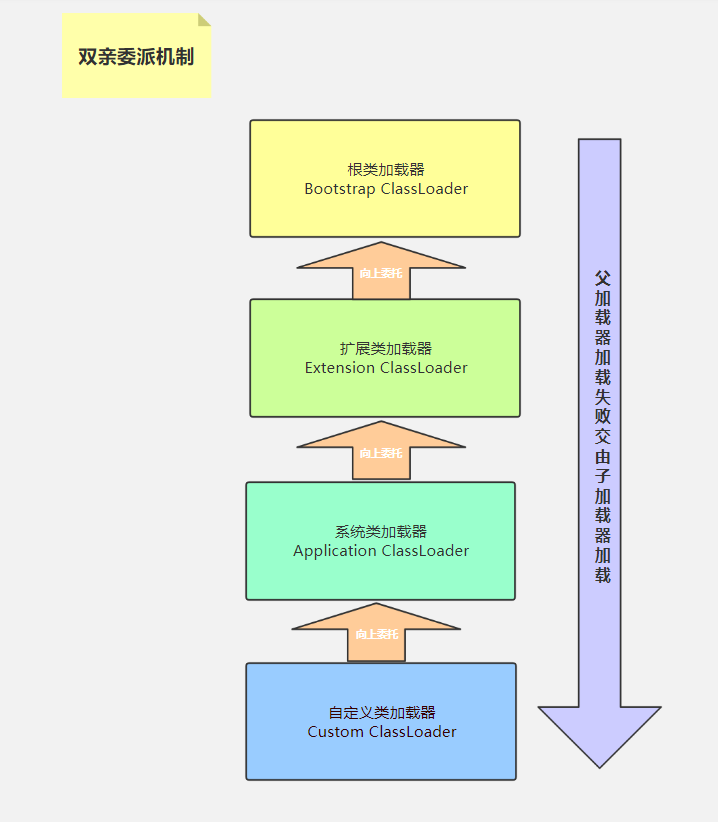 双亲委派机制
根类加载器
Bootstrap ClassLoader
向上委托
扩展类加载器
Extension ClassLoader
向上委托
系统类加载器
Application ClassLoader
向上委托
自定义类加载器
Custom ClassLoader
父加载器加载失败交由子加载器加载